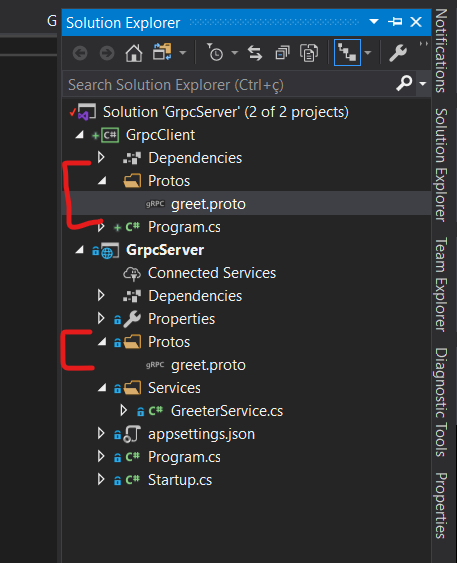 G
Solution Explorer
Search Solution Explorer (Ctrl+ç)
Solution 'GrpcServer' (2 of 2 projects)
C# GrpcClient
Dependencies
Protos
gRPC greet.proto
C# Program.cs
GrpcServer
Connected Services
Dependencies
Properties
Protos
gRPC greet.proto
Services
C# GreeterService.cs
appsettings.json
C# Program.cs
C# Startup.cs
Notifications
Solution Explorer
Team Explorer
Diagnostic Tools
Properties